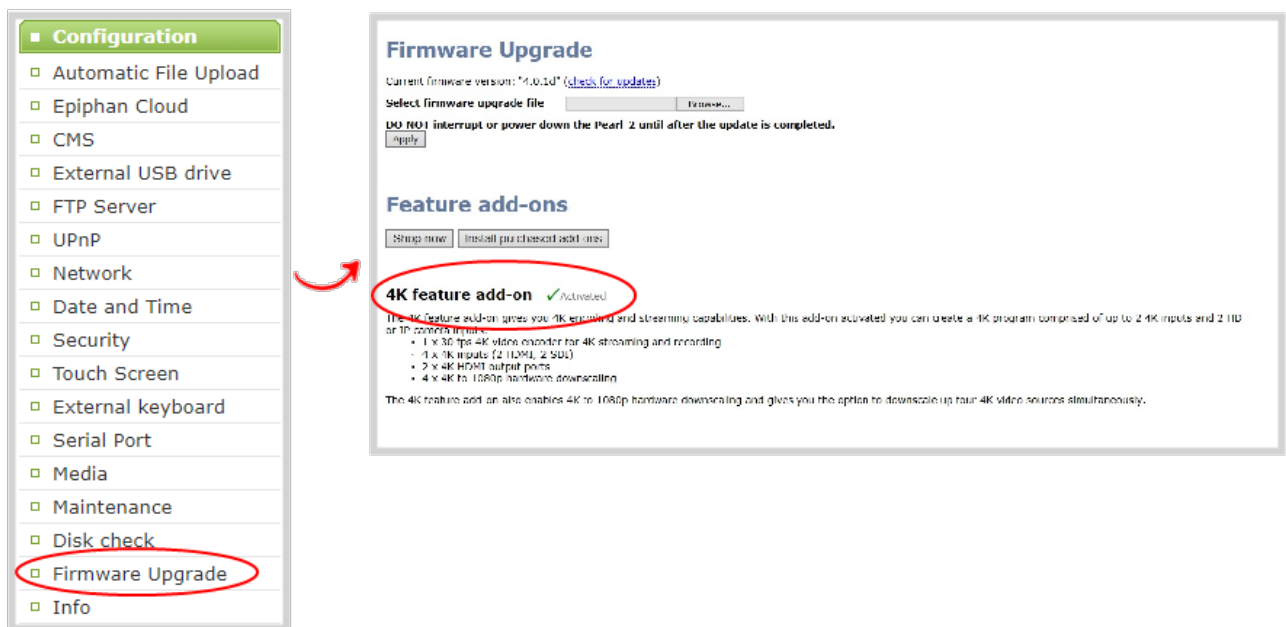 Configuration
Automatic File Upload
Epiphan Cloud
CMS
External USB drive
FTP Server
UPnP
Network
Date and Time
Security
Touch Screen
External keyboard
Serial Port
Media
Maintenance
Disk check
Firmware Upgrade
Info
Firmware Upgrade
Current firmware version: "4.0.1d" (check for updates)
Select firmware upgrade file Browse...
DO NOT interrupt or power down the Pearl 2 until after the update is completed.
Apply
Feature add-ons
Shop now Install purchased add-ons
4K feature add-on ✓Activated
The 4K feature add-on gives you 4K encoding and streaming capabilities. With this add-on activated you can create a 4K program comprised of up to 2 4K inputs and 2 HD
or IP camera inputs.
• 1 x 30 fps 4K video encoder for 4K streaming and recording
• 4 x 4K inputs (2 HDMI, 2 SDI)
• 2 x 4K HDMI output ports
• 4 x 4K to 1080p hardware downscaling
The 4K feature add-on also enables 4K to 1080p hardware downscaling and gives you the option to downscale up four 4K video sources simultaneously.